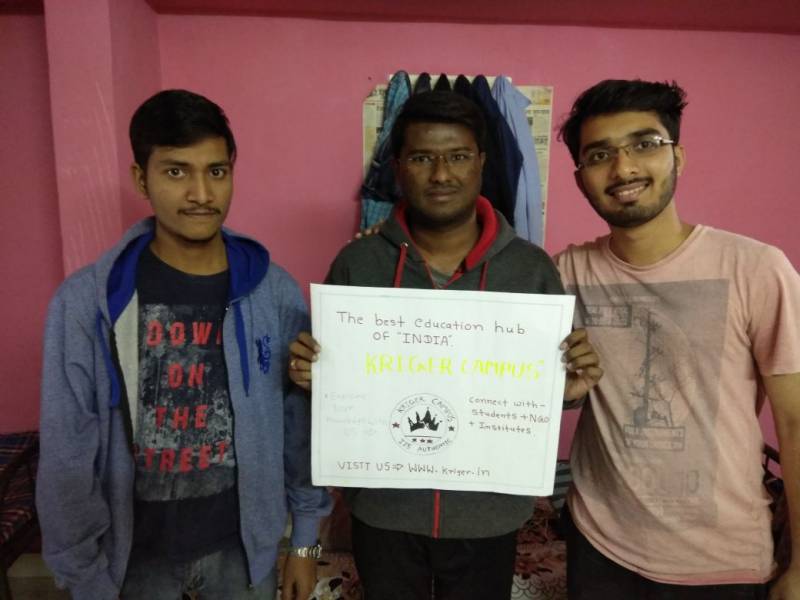 The best education hub
OF "INDIA".
KRIGER CAMPUS"
Connect with-
Students + NGO
+ Institutes.
KRIGER CAMPUS
ITS AUTHENTIC
VISIT US⇒ WWW.Kriger.in
DOWN
ON
THE
STREET